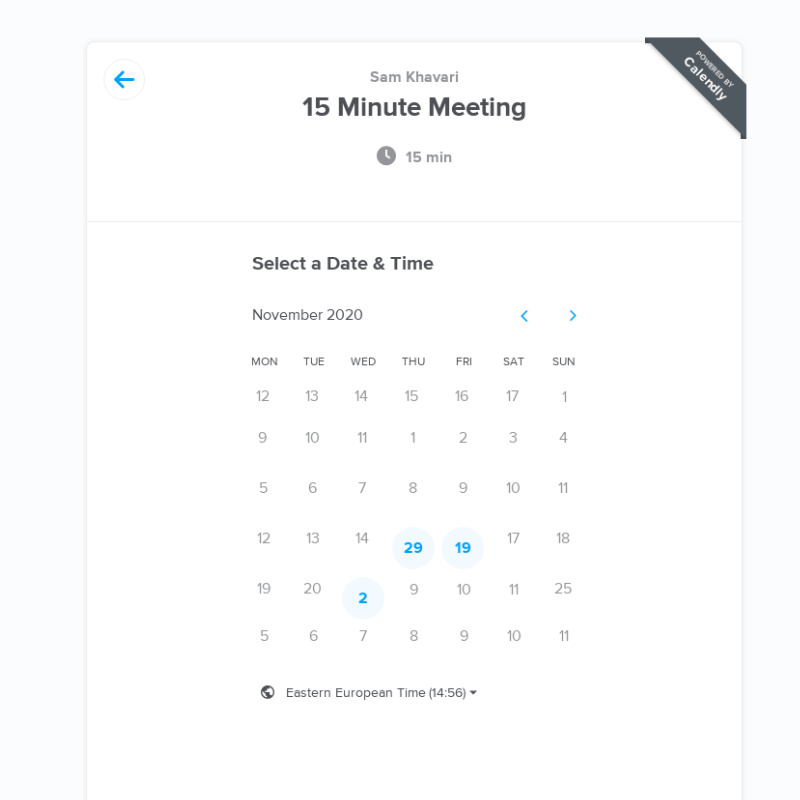 POWERED BY
Calendly
Sam Khavari
15 Minute Meeting
15 min
Select a Date & Time
November 2020
MON TUE WED THU FRI SAT SUN
12 13 14 15 16 17 1
9 10 11 1 2 3 4
5 6 7 8 9 10 11
12 13 14 29 19 17 18
19 20 2 9 10 11 25
5 6 7 8 9 10 11
Eastern European Time (14:56)